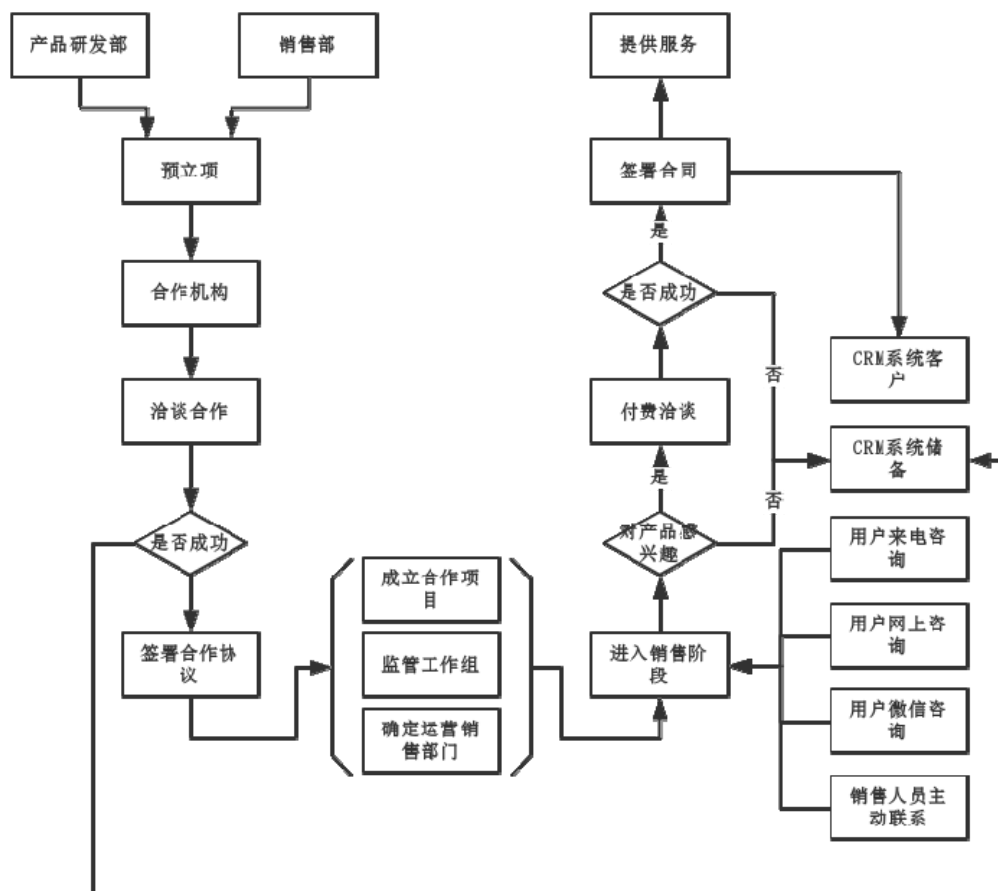 产品研发部
销售部
预立项
合作机构
洽谈合作
是否成功
签署合作协
议
成立合作项
目
监管工作组
确定运营销
售部门
提供服务
签署合司
是
是否成功
否
付费洽谈
是
否
对产品感
兴趣
进入销售阶
段
CRM系统客
户
CRM系统储
备
用户来电咨
询
用户网上咨
询
用户微信咨
询
销售人员主
动联系